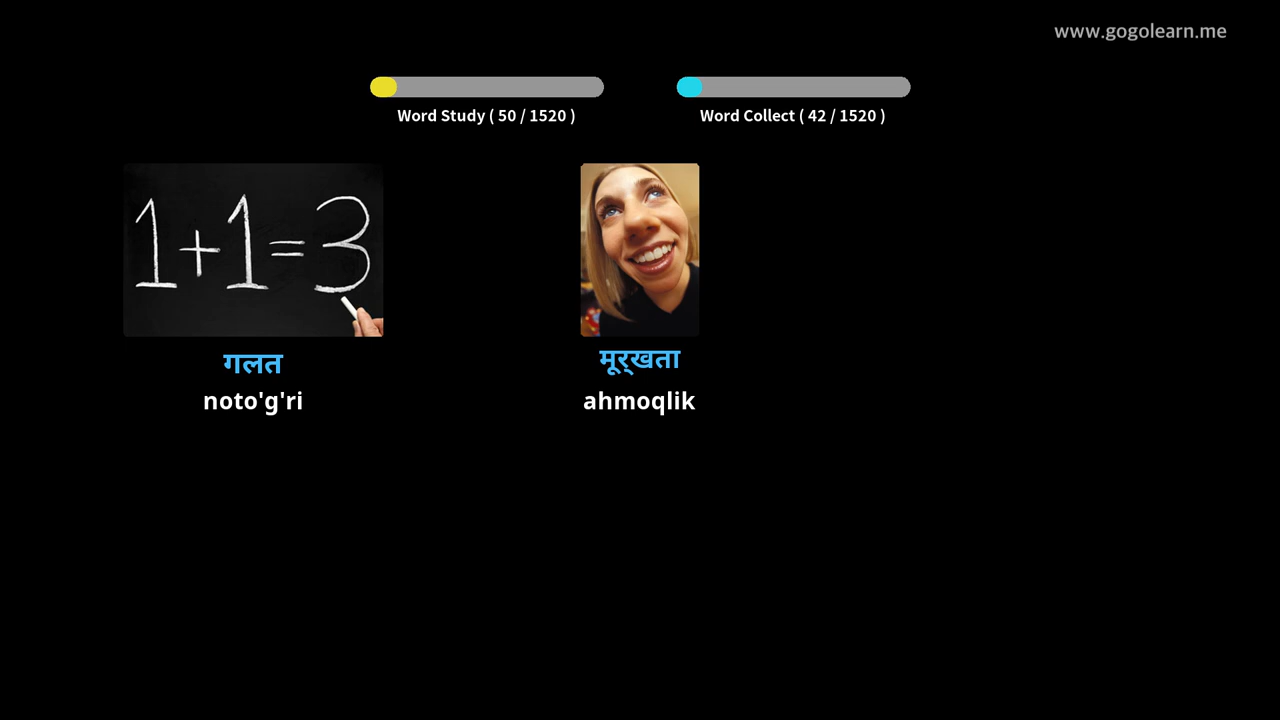 www.gogolearn.me
Word Study ( 50 / 1520 )
Word Collect ( 42 / 1520 )
1+1=3
गलत
noto'g'ri
मूर्खता
ahmoqlik